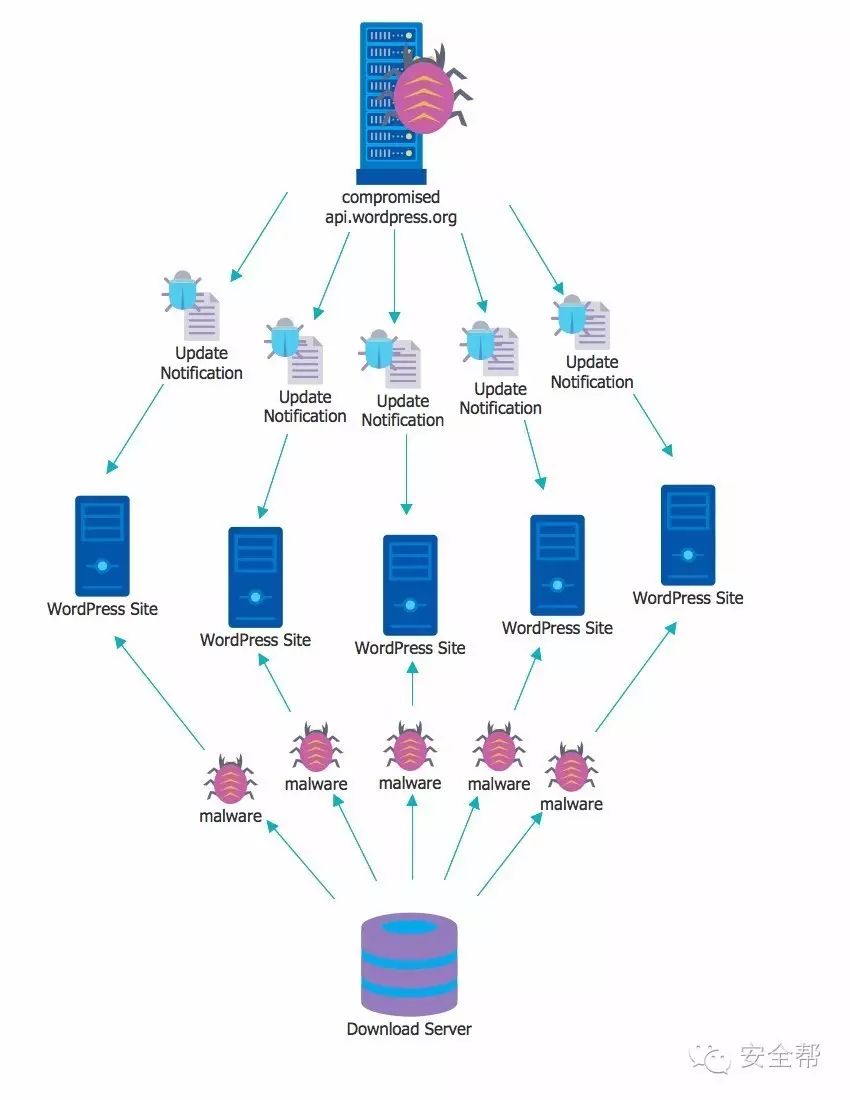 compromised
api.wordpress.org
Update
Notification
Update
Notification
Update
Notification
Update
Notification
Update
Notification
WordPress Site
WordPress Site
WordPress Site
WordPress Site
WordPress Site
malware
malware
malware
malware
malware
Download Server
安全帮